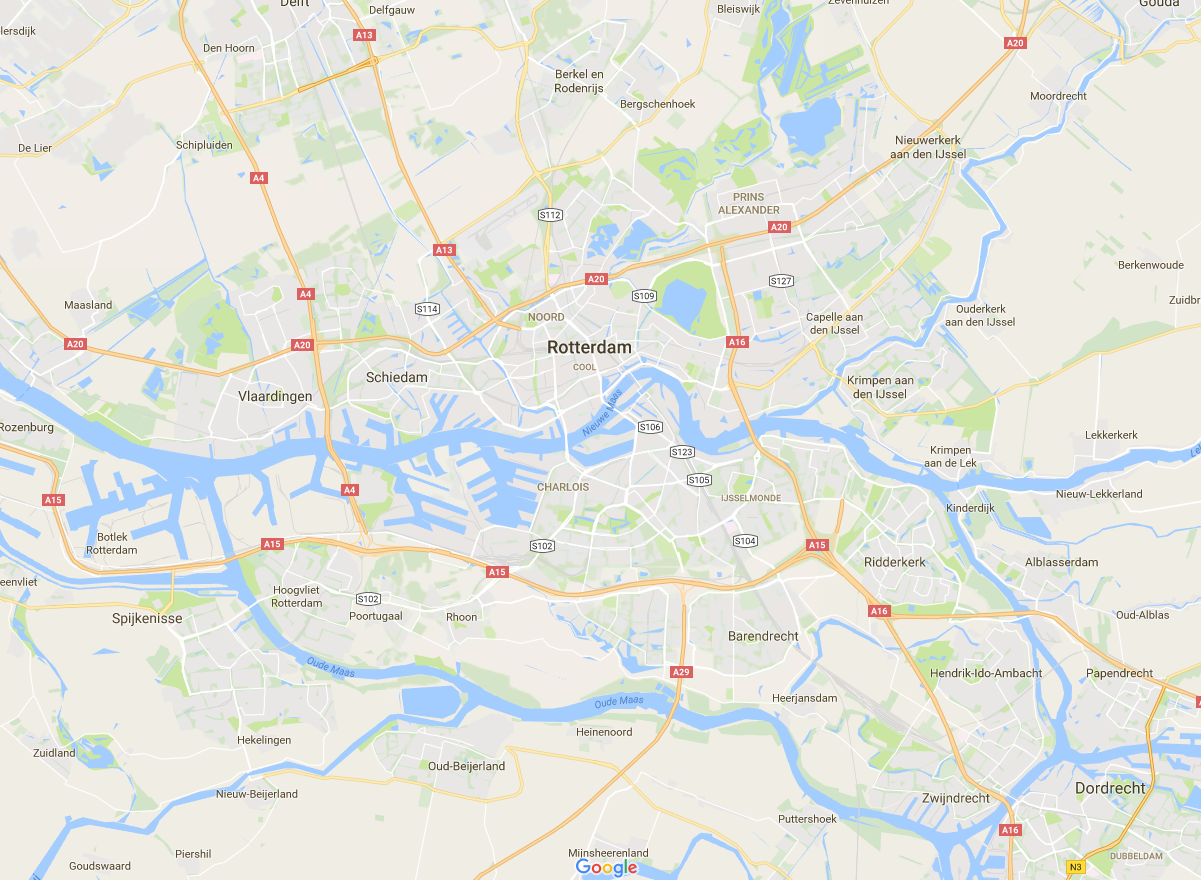 Delft
Delfgauw
Bleiswijk
Zevenhuizen
Gouda
lersdijk
A13
Den Hoorn
A20
Berkel en
Rodenrijs
Bergschenhoek
Moordrecht
De Lier
Schipluiden
Nieuwerkerk
aan den IJssel
A4
PRINS
ALEXANDER
S112
A20
A13
Berkenwoude
A20
S127
A4
S109
Zuidbr
Maasland
S114
NOORD
Capelle aan
den IJssel
Ouderkerk
aan den IJssel
A20
A20
Rotterdam
A16
COOL
Schiedam
Vlaardingen
Krimpen aan
den IJssel
Nieuwe Maas
Rozenburg
S106
Lekkerkerk
S123
Krimpen
aan de Lek
Le
A15
A4
CHARLOIS
S105
IJSSELMONDE
Nieuw-Lekkerland
Kinderdijk
Botlek
Rotterdam
A15
S102
S104
A15
Ridderkerk
Alblasserdam
eenvliet
A15
Hoogvliet
Rotterdam
S102
Spijkenisse
Poortugaal
Rhoon
A16
Oud-Alblas
Barendrecht
Oude Maas
A29
Hendrik-Ido-Ambacht
Papendrecht
Oude Maas
Heerjansdam
Heinenoord
Hekelingen
Zuidland
Oud-Beijerland
Nieuw-Beijerland
Zwijndrecht
Dordrecht
Puttershoek
A16
Piershil
Mijnsheerenland
DUBBELDAM
Goudswaard
Google
N3